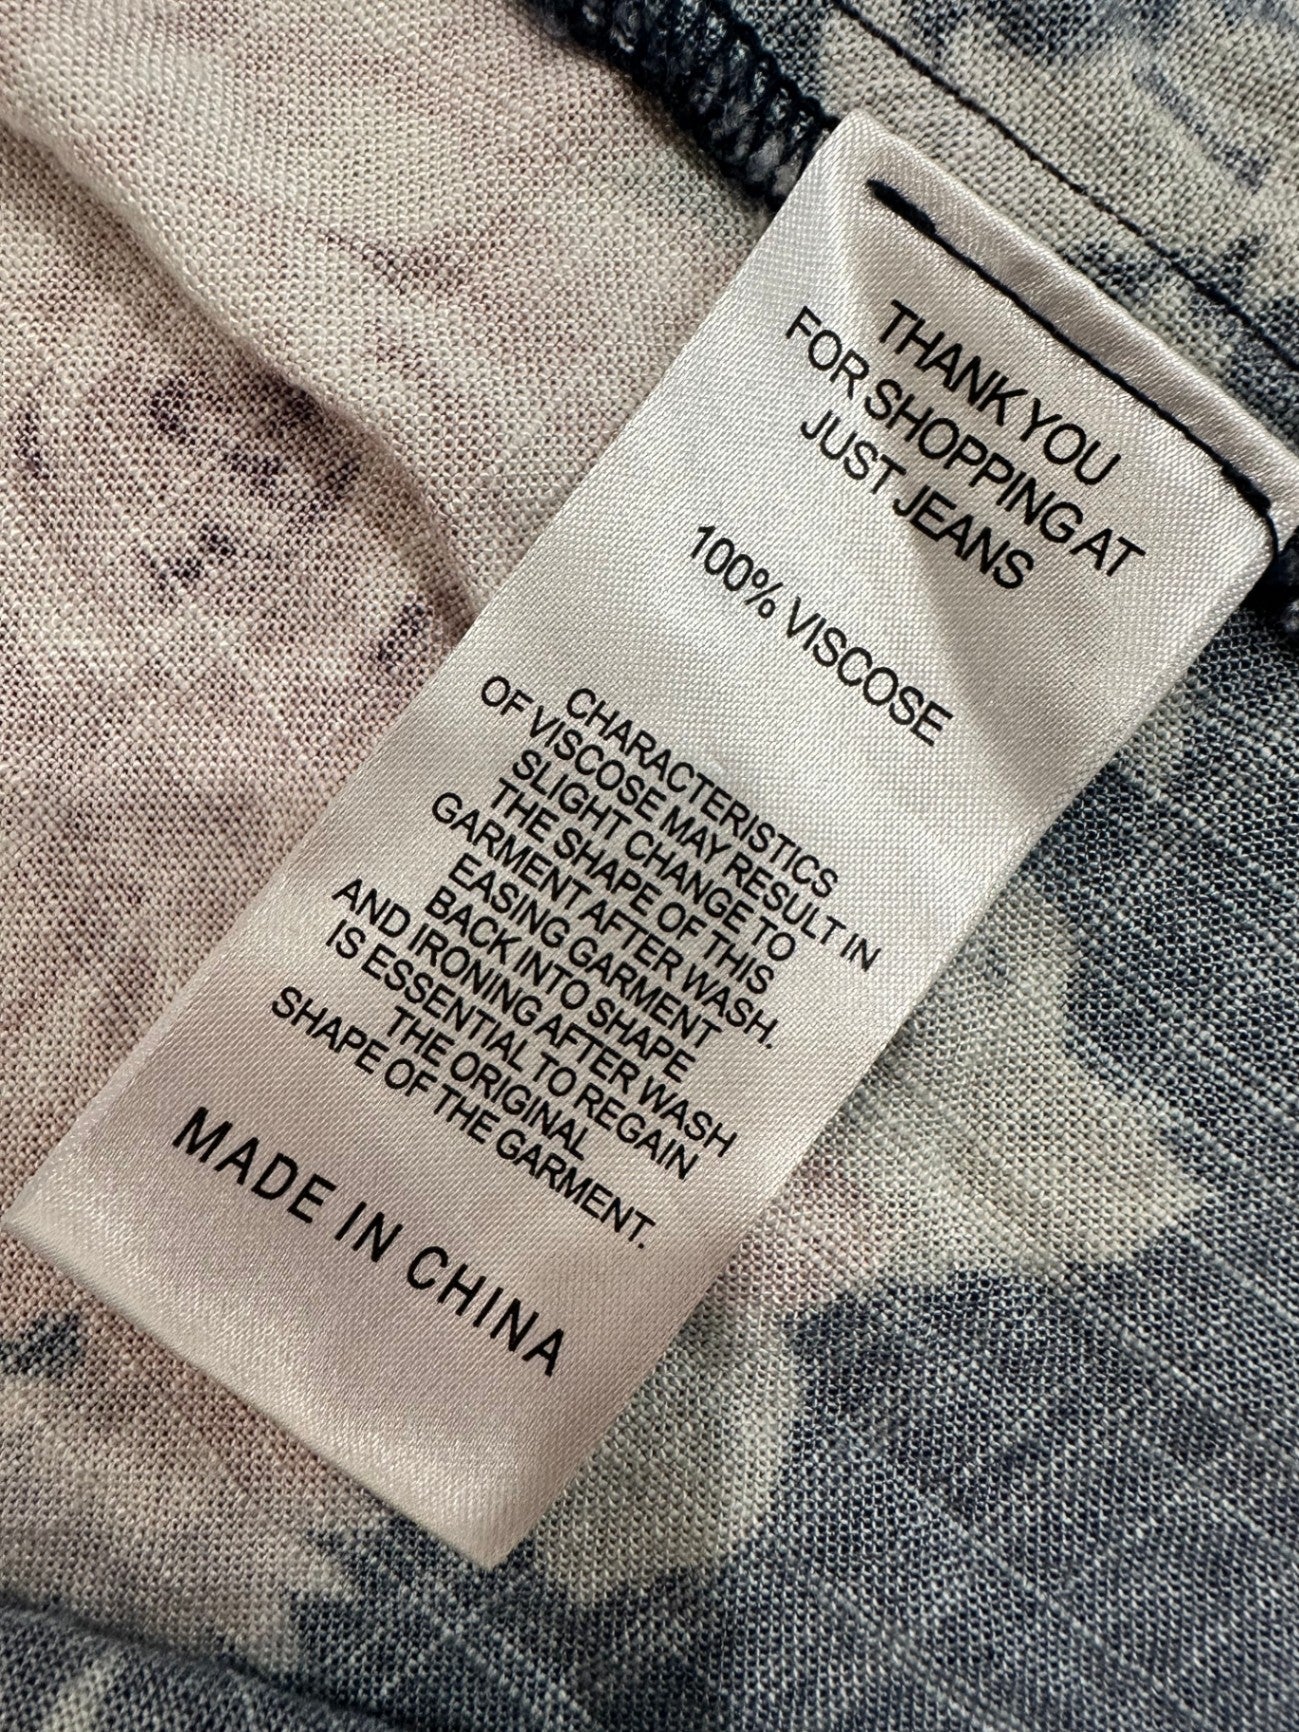 THANK YOU
FOR SHOPPING AT
JUST JEANS
100% VISCOSE
CHARACTERISTICS
OF VISCOSE MAY RESULT IN
SLIGHT CHANGE TO
THE SHAPE OF THIS
GARMENT AFTER WASH.
EASING GARMENT
BACK INTO SHAPE
AND IRONING AFTER WASH
IS ESSENTIAL TO REGAIN
THE ORIGINAL
SHAPE OF THE GARMENT.
MADE IN CHINA